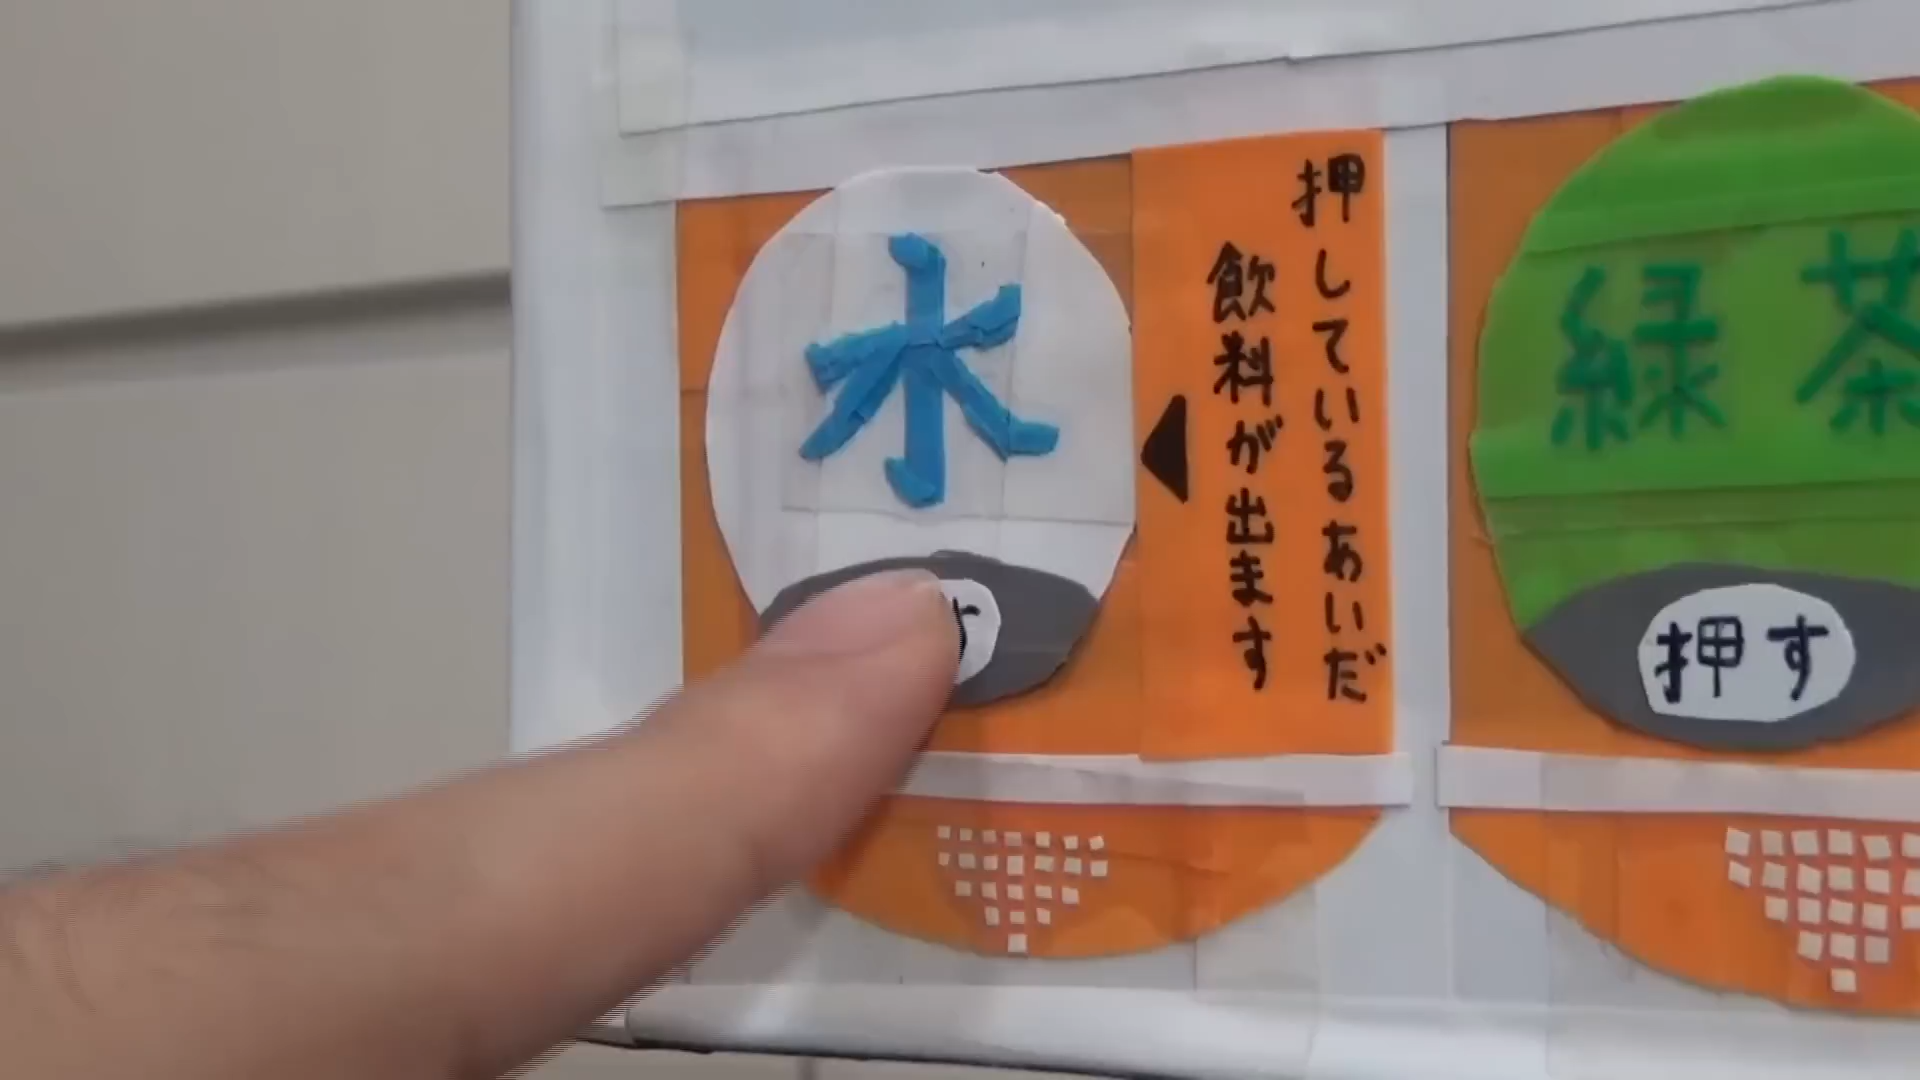 水
押しているあいだ
飲料が出ます
緑茶
押す